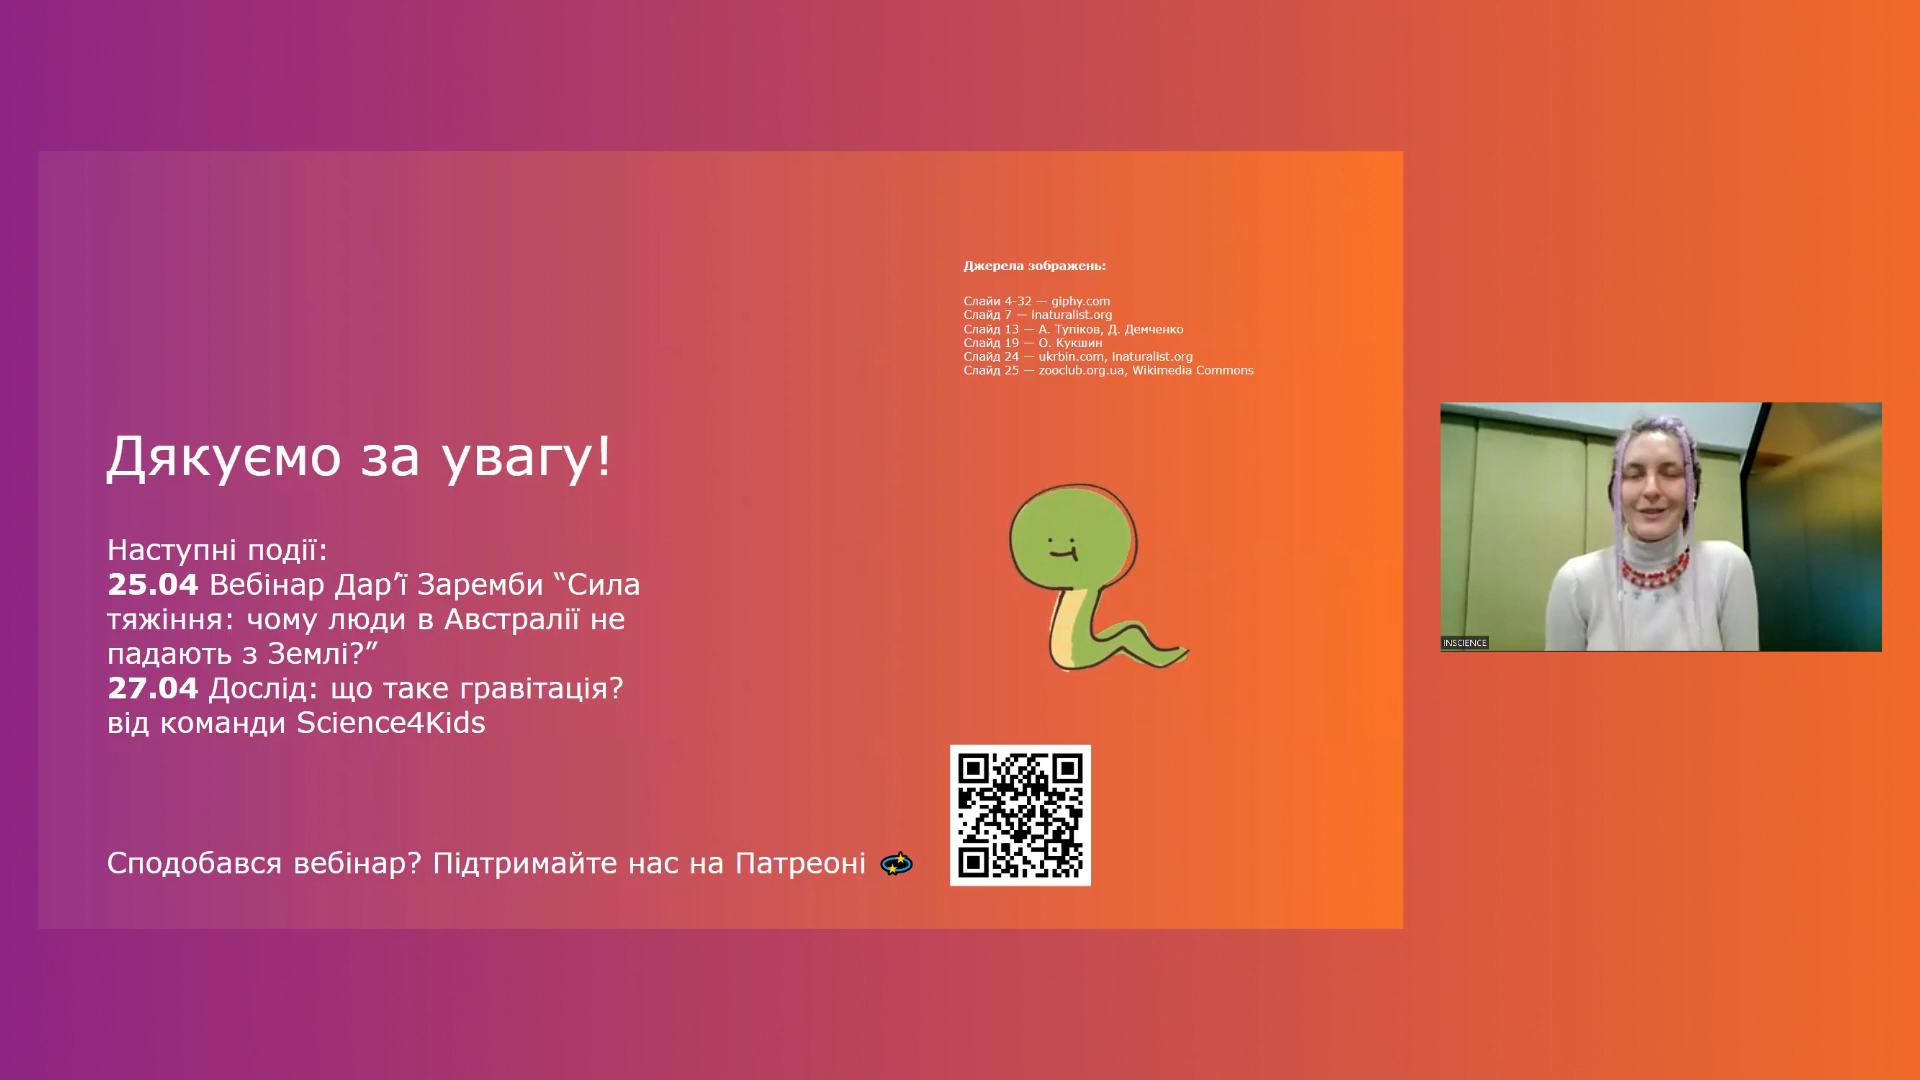 Джерела зображень:
Слайи 4-32 — giphy.com
Слайд 7 — inaturalist.org
Слайд 13 — А. Тупіков, Д. Демченко
Слайд 19 — О. Кукшин
Слайд 24 — ukrbin.com, inaturalist.org
Слайд 25 — zooclub.org.ua, Wikimedia Commons
Дякуємо за увагу!
Наступні події:
25.04 Вебінар Дар’ї Заремби “Сила
тяжіння: чому люди в Австралії не
падають з Землі?”
27.04 Дослід: що таке гравітація?
від команди Science4Kids
Сподобався вебінар? Підтримайте нас на Патреоні
INSCIENCE